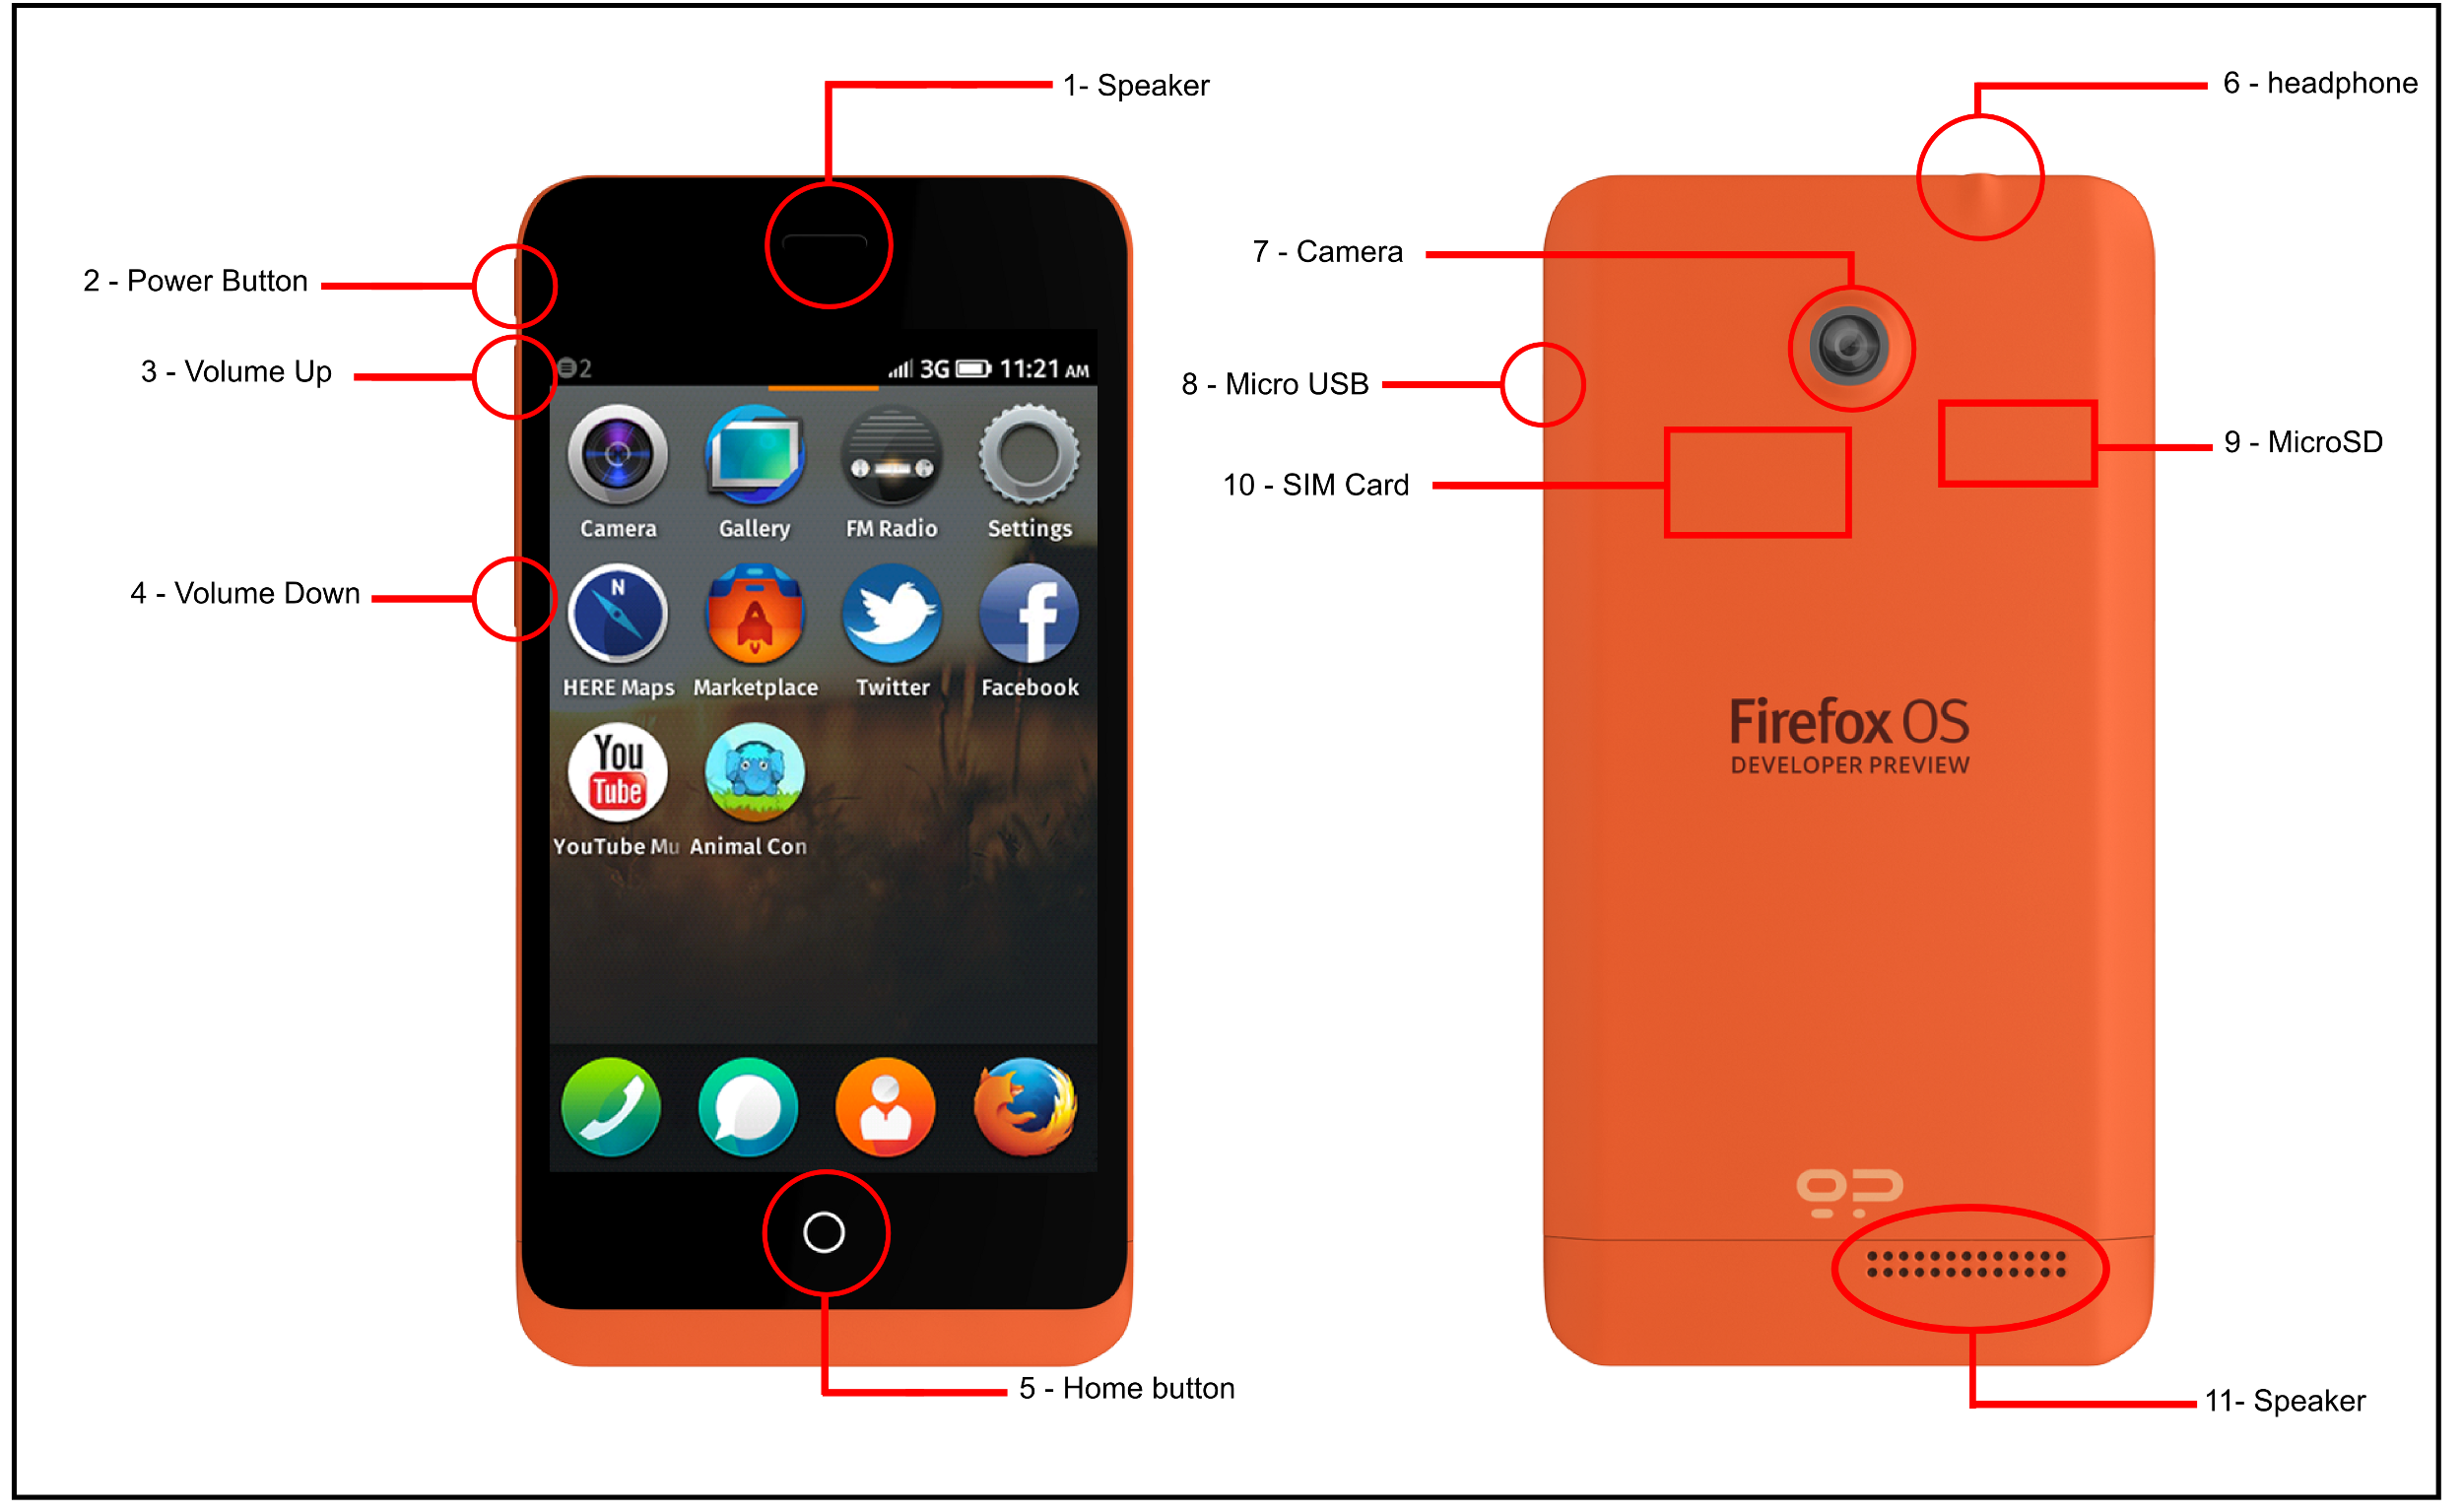 1- Speaker
6 - headphone
7 - Camera
2 - Power Button
3 - Volume Up
2 3G 11:21 AM
8 - Micro USB
9 - MicroSD
10 - SIM Card
Camera Gallery FM Radio Settings
4 - Volume Down
N
HERE Maps Marketplace Twitter Facebook
Firefox OS
DEVELOPER PREVIEW
You
Tube
YouTube Mu Animal Con
5 - Home button
11- Speaker